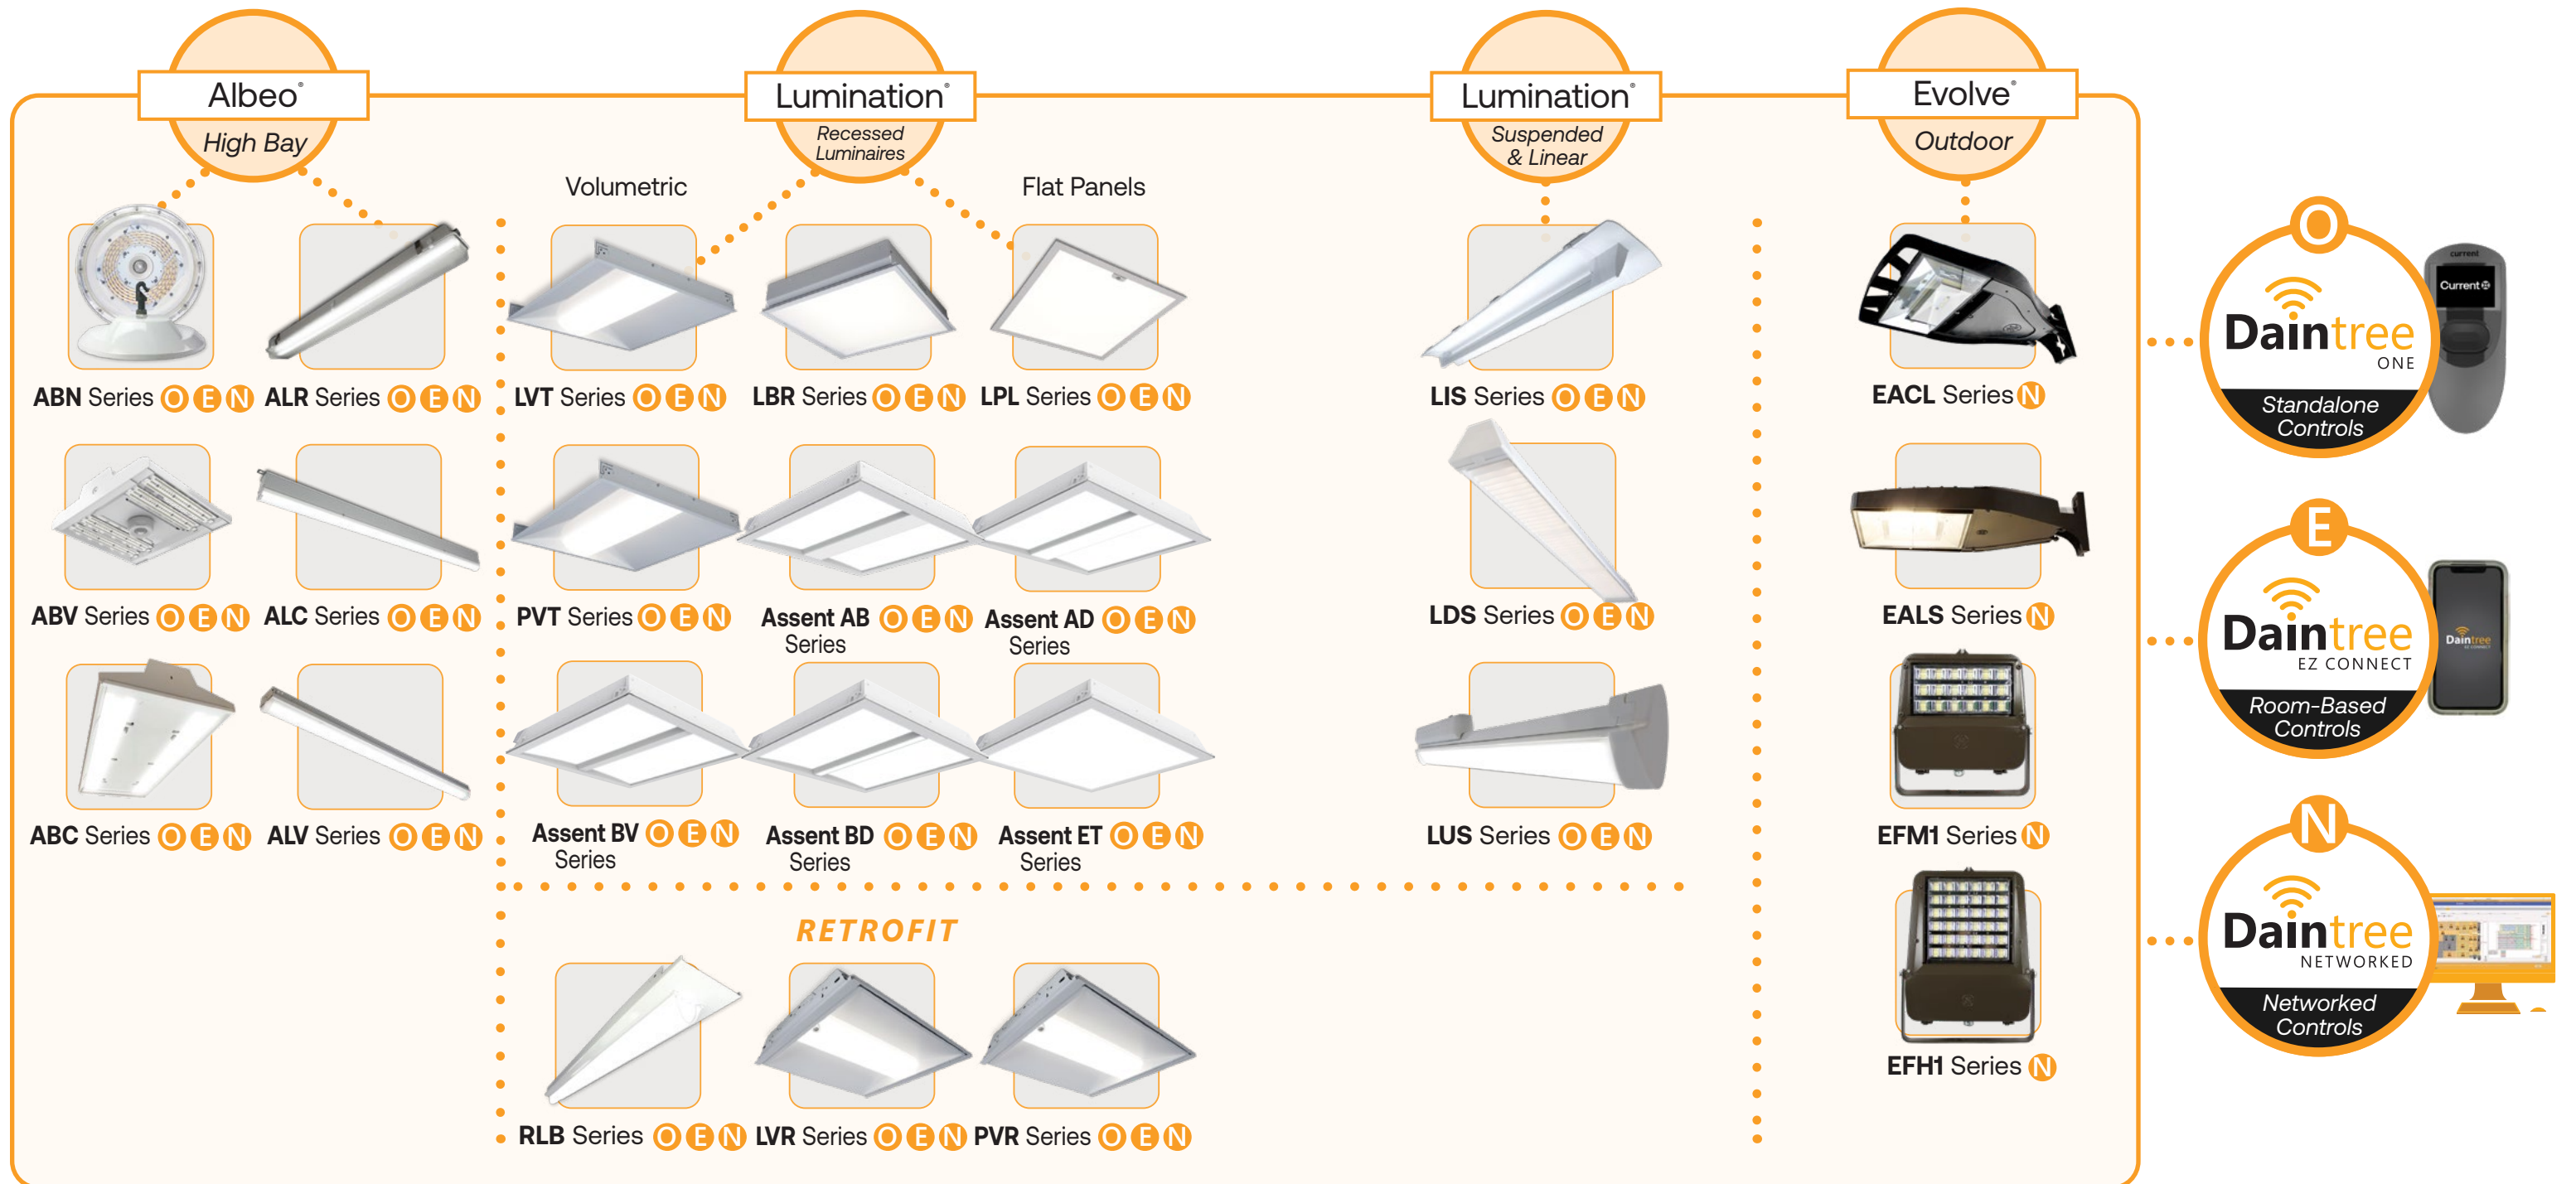 Albeo®
High Bay
Lumination®
Recessed
Luminaires
Lumination®
Suspended
& Linear
Evolve®
Outdoor
Volumetric
Flat Panels
ABN Series O E N
ALR Series O E N
LVT Series O E N
LBR Series O E N
LPL Series O E N
LIS Series O E N
EACL Series N
ABV Series O E N
ALC Series O E N
PVT Series O E N
Assent AB O E N
Series
Assent AD O E N
Series
LDS Series O E N
EALS Series N
ABC Series O E N
ALV Series O E N
Assent BV O E N
Series
Assent BD O E N
Series
Assent ET O E N
Series
LUS Series O E N
EFM1 Series N
RETROFIT
RLB Series O E N
LVR Series O E N
PVR Series O E N
EFH1 Series N
O
Daintree
ONE
Standalone
Controls
current
Current
E
Daintree
EZ CONNECT
Room-Based
Controls
Daintree
EZ CONNECT
N
Daintree
NETWORKED
Networked
Controls